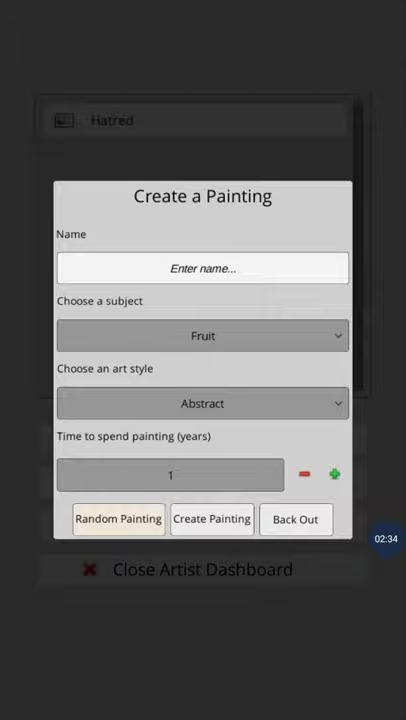 Hatred
Create a Painting
Name
Enter name...
Choose a subject
Fruit
Choose an art style
Abstract
Time to spend painting (years)
1
Random Painting
Create Painting
Back Out
02:34
Close Artist Dashboard